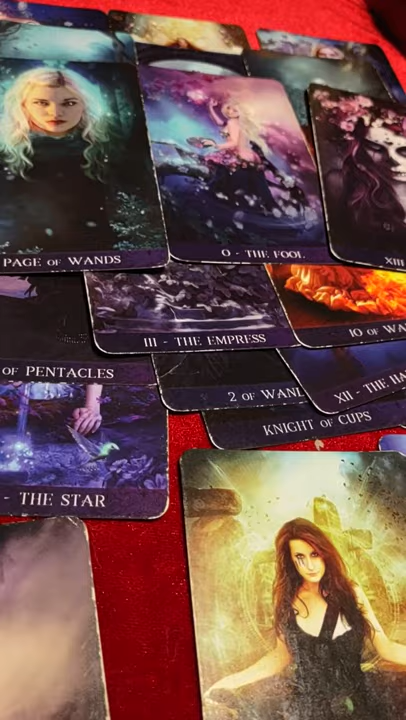 PAGE OF WANDS
0 - THE FOOL
XIII
III - THE EMPRESS
10 OF WA
OF PENTACLES
2 OF WAN
XII - THE HA
KNIGHT OF CUPS
- THE STAR